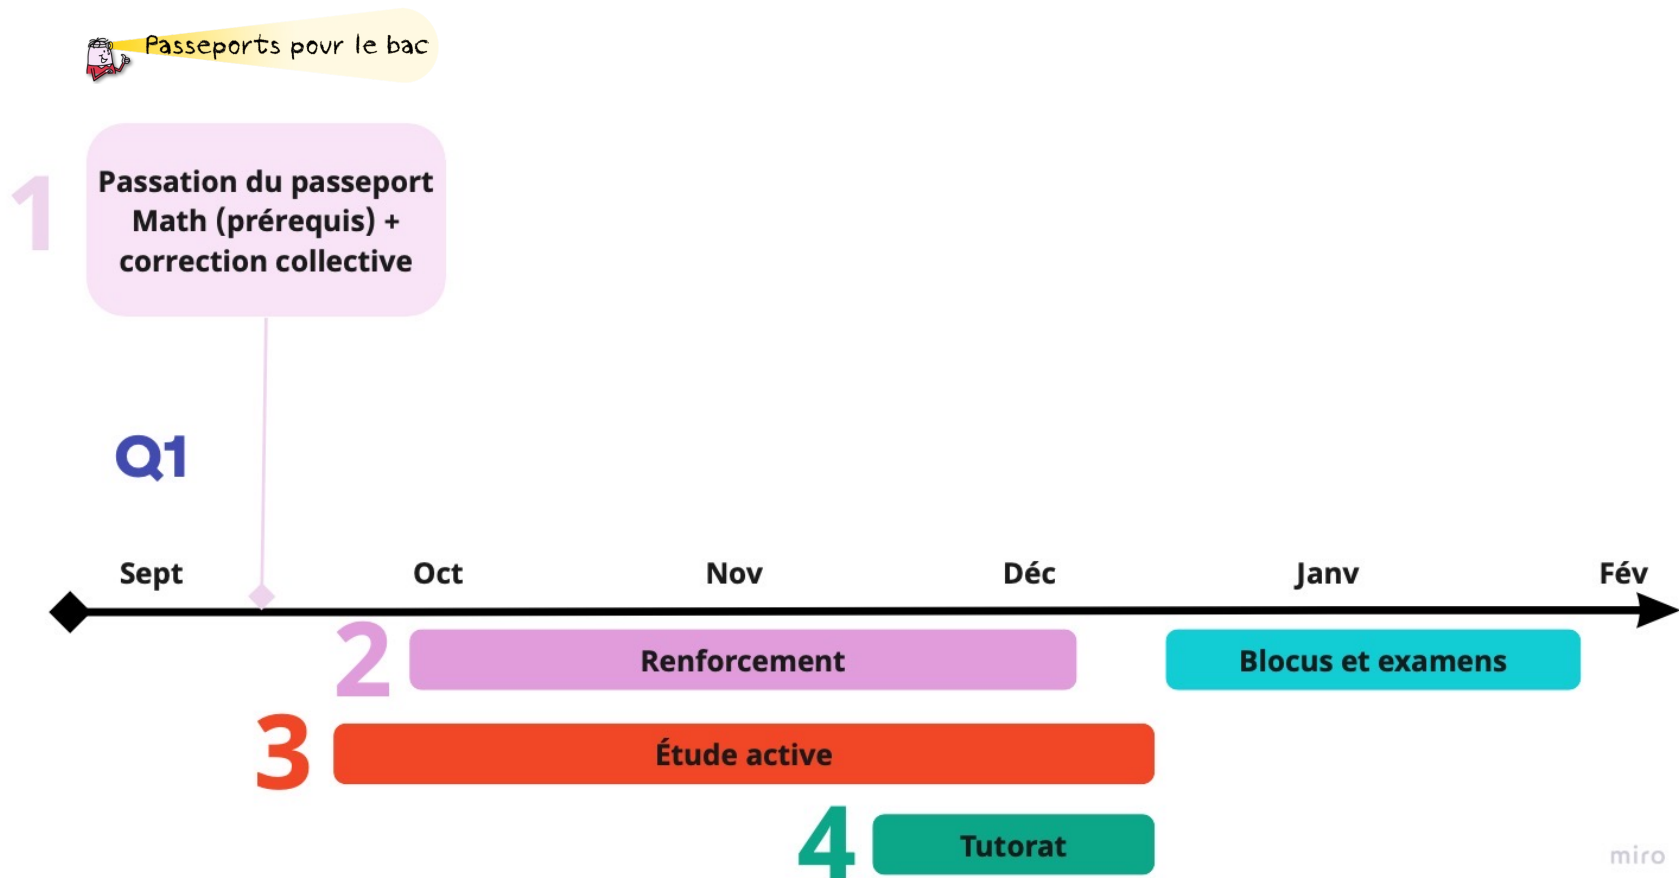 Passeports pour le bac
1
Passation du passeport
Math (prérequis) +
correction collective
Q1
Sept Oct Nov Déc Janv Fév
2 Renforcement Blocus et examens
3 Étude active
4 Tutorat
miro